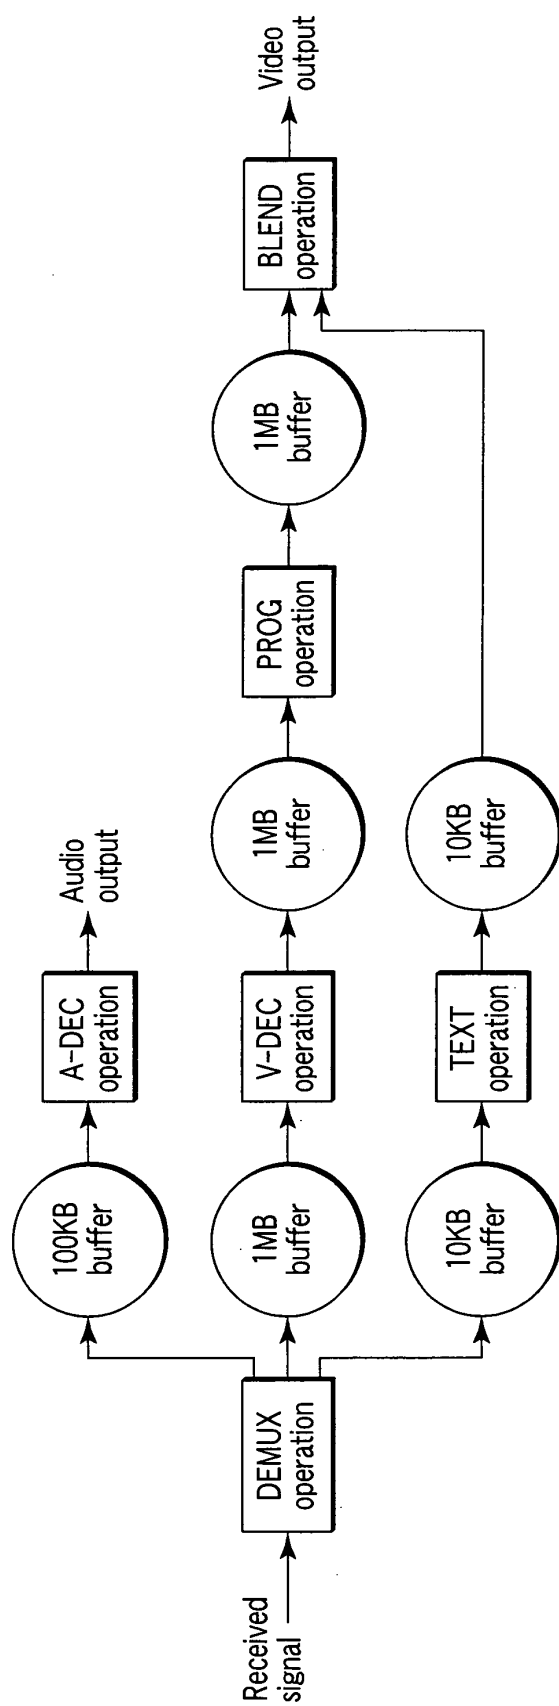 Received
signal
DEMUX
operation
100KB
buffer
A-DEC
operation
Audio
output
1MB
buffer
V-DEC
operation
1MB
buffer
PROG
operation
1MB
buffer
BLEND
operation
Video
output
10KB
buffer
TEXT
operation
10KB
buffer